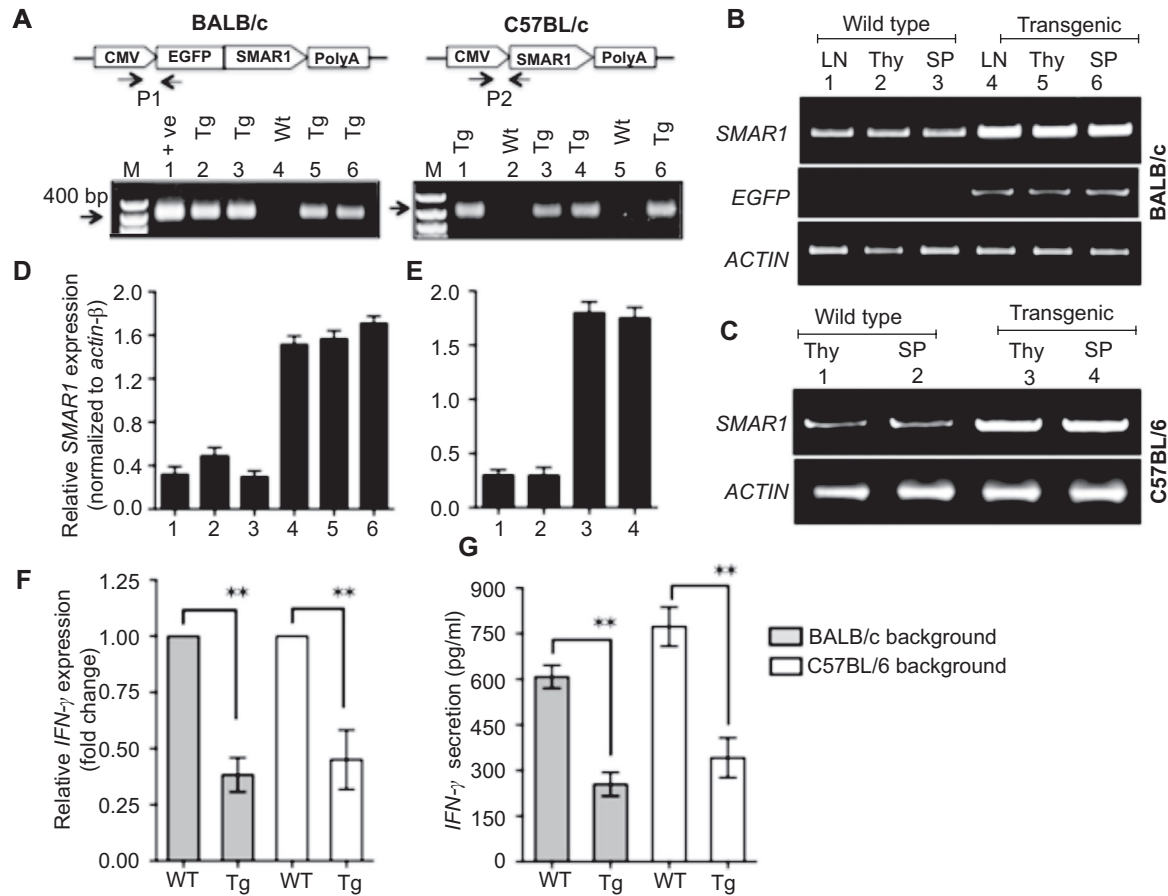 A
BALB/c
CMV EGFP SMAR1 PolyA
P1
+ ve Tg Tg Wt Tg Tg
M 1 2 3 4 5 6
400 bp
C57BL/c
CMV SMAR1 PolyA
P2
Tg Wt Tg Tg Wt Tg
M 1 2 3 4 5 6
B
Wild type Transgenic
LN Thy SP LN Thy SP
1 2 3 4 5 6
SMAR1
EGFP
ACTIN
BALB/c
C
Wild type Transgenic
Thy SP Thy SP
1 2 3 4
SMAR1
ACTIN
C57BL/6
D
Relative SMAR1 expression
(normalized to actin-β)
2.0
1.6
1.2
0.8
0.4
0.0
1 2 3 4 5 6
E
2.0
1.5
1.0
0.5
0.0
1 2 3 4
F
Relative IFN-γ expression
(fold change)
1.25
1.00
0.75
0.50
0.25
0.00
** **
WT Tg WT Tg
G
IFN-γ secretion (pg/ml)
900
750
600
450
300
150
0
** **
WT Tg WT Tg
BALB/c background
C57BL/6 background